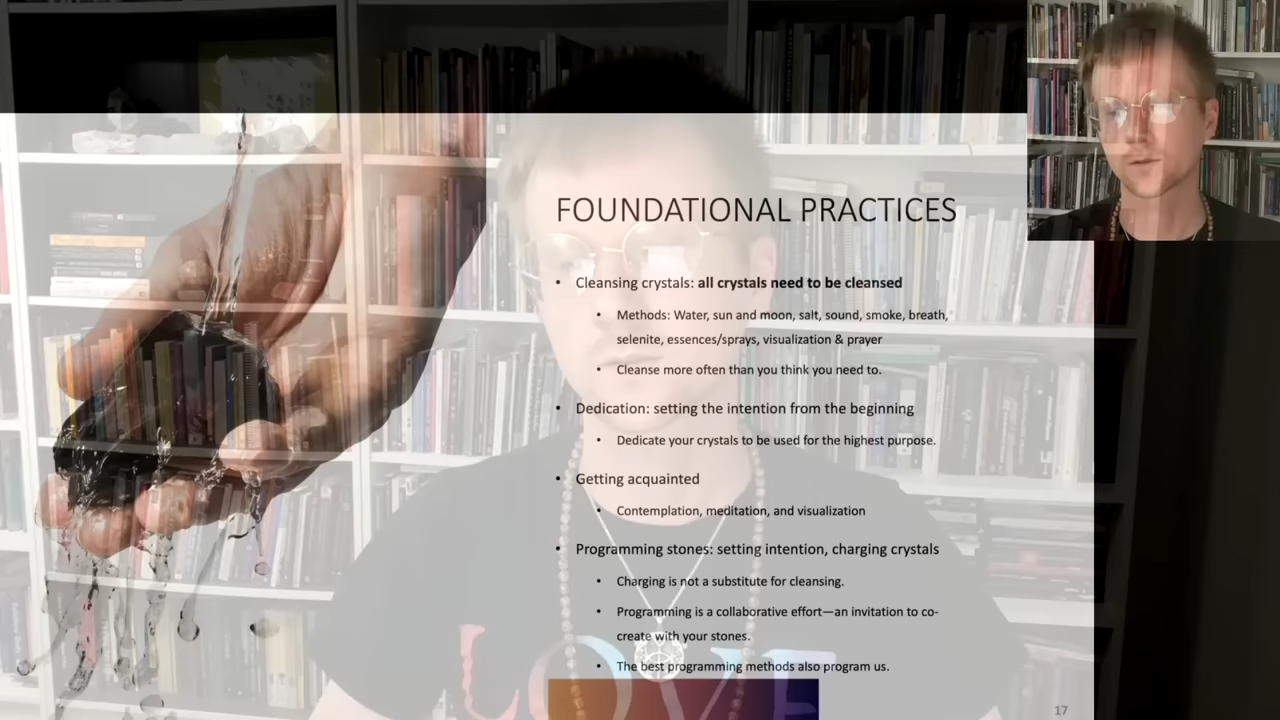 FOUNDATIONAL PRACTICES
• Cleansing crystals: all crystals need to be cleansed
• Methods: Water, sun and moon, salt, sound, smoke, breath,
selenite, essences/sprays, visualization & prayer
• Cleanse more often than you think you need to.
• Dedication: setting the intention from the beginning
• Dedicate your crystals to be used for the highest purpose.
• Getting acquainted
• Contemplation, meditation, and visualization
• Programming stones: setting intention, charging crystals
• Charging is not a substitute for cleansing.
• Programming is a collaborative effort—an invitation to co-
create with your stones.
• The best programming methods also program us.
LOVE
17